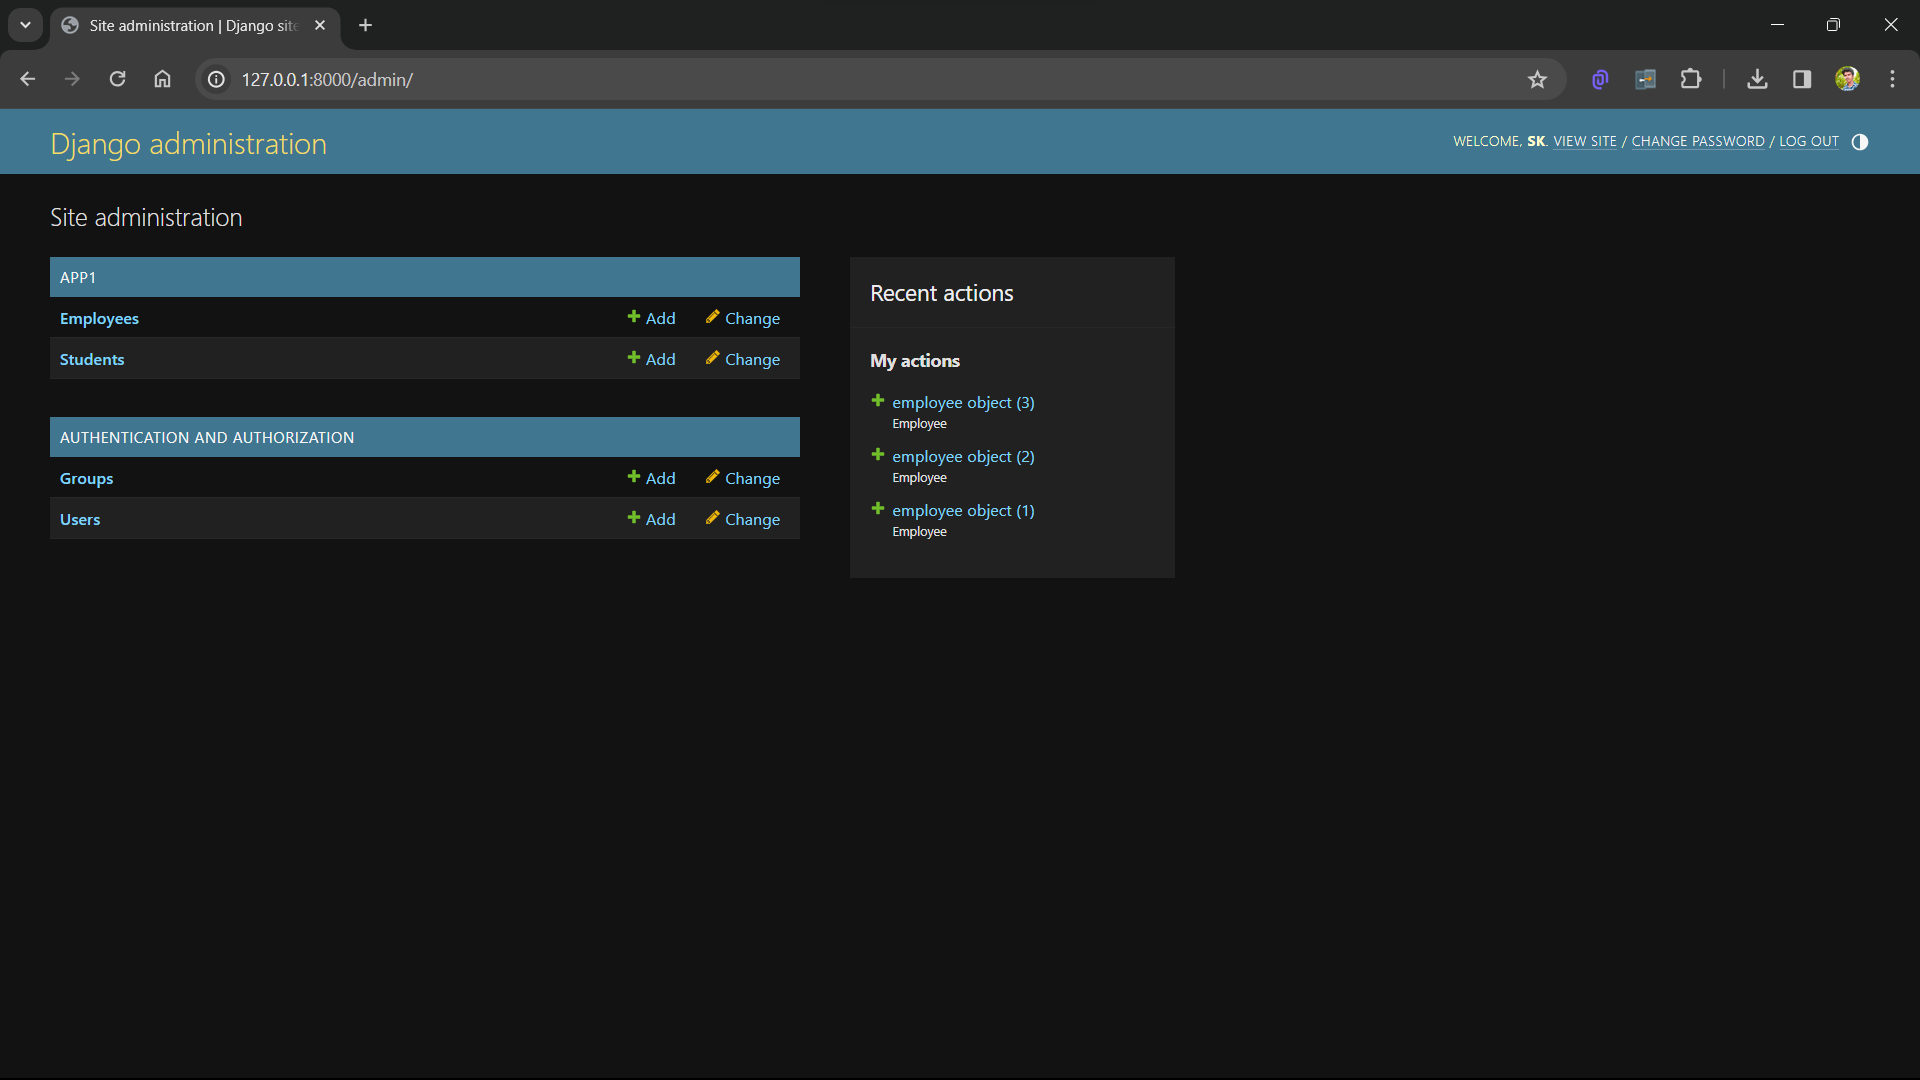 Site administration | Django site
127.0.0.1:8000/admin/
Django administration
WELCOME, SK. VIEW SITE / CHANGE PASSWORD / LOG OUT
Site administration
APP1
Employees Add Change
Students Add Change
AUTHENTICATION AND AUTHORIZATION
Groups Add Change
Users Add Change
Recent actions
My actions
employee object (3)
Employee
employee object (2)
Employee
employee object (1)
Employee